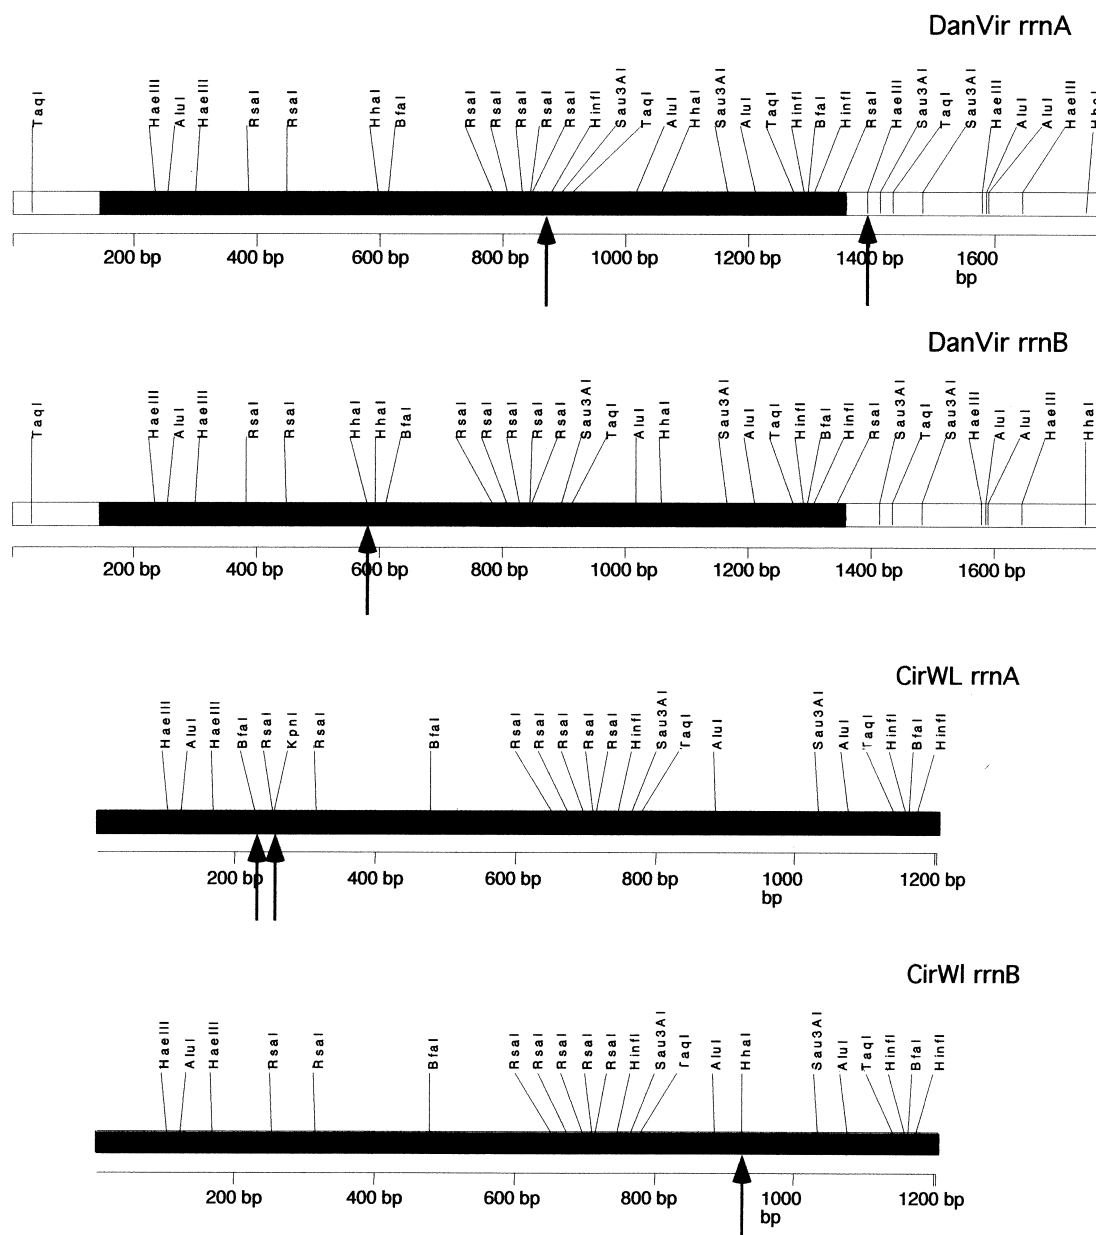 DanVir rrnA
TaqI HaeIII AluI HaeIII RsaI RsaI HhaI BfaI RsaI RsaI RsaI RsaI RsaI HinfI Sau3AI TaqI AluI HhaI Sau3AI AluI TaqI HinfI BfaI HinfI RsaI HaeIII Sau3AI TaqI Sau3AI HaeIII AluI AluI HaeIII HhaI
200 bp 400 bp 600 bp 800 bp 1000 bp 1200 bp 1400 bp 1600
bp
DanVir rrnB
TaqI HaeIII AluI HaeIII RsaI RsaI HhaI HhaI BfaI RsaI RsaI RsaI RsaI RsaI Sau3AI TaqI AluI HhaI Sau3AI AluI TaqI HinfI BfaI HinfI RsaI Sau3AI TaqI Sau3AI HaeIII AluI AluI HaeIII HhaI
200 bp 400 bp 600 bp 800 bp 1000 bp 1200 bp 1400 bp 1600 bp
CirWL rrnA
HaeIII AluI HaeIII BfaI RsaI KpnI RsaI BfaI RsaI RsaI RsaI RsaI RsaI HinfI Sau3AI TaqI AluI Sau3AI AluI TaqI HinfI BfaI HinfI
200 bp 400 bp 600 bp 800 bp 1000 1200 bp
bp
CirWl rrnB
HaeIII AluI HaeIII RsaI RsaI BfaI RsaI RsaI RsaI RsaI RsaI HinfI Sau3AI TaqI AluI HhaI Sau3AI AluI TaqI HinfI BfaI HinfI
200 bp 400 bp 600 bp 800 bp 1000 1200 bp
bp